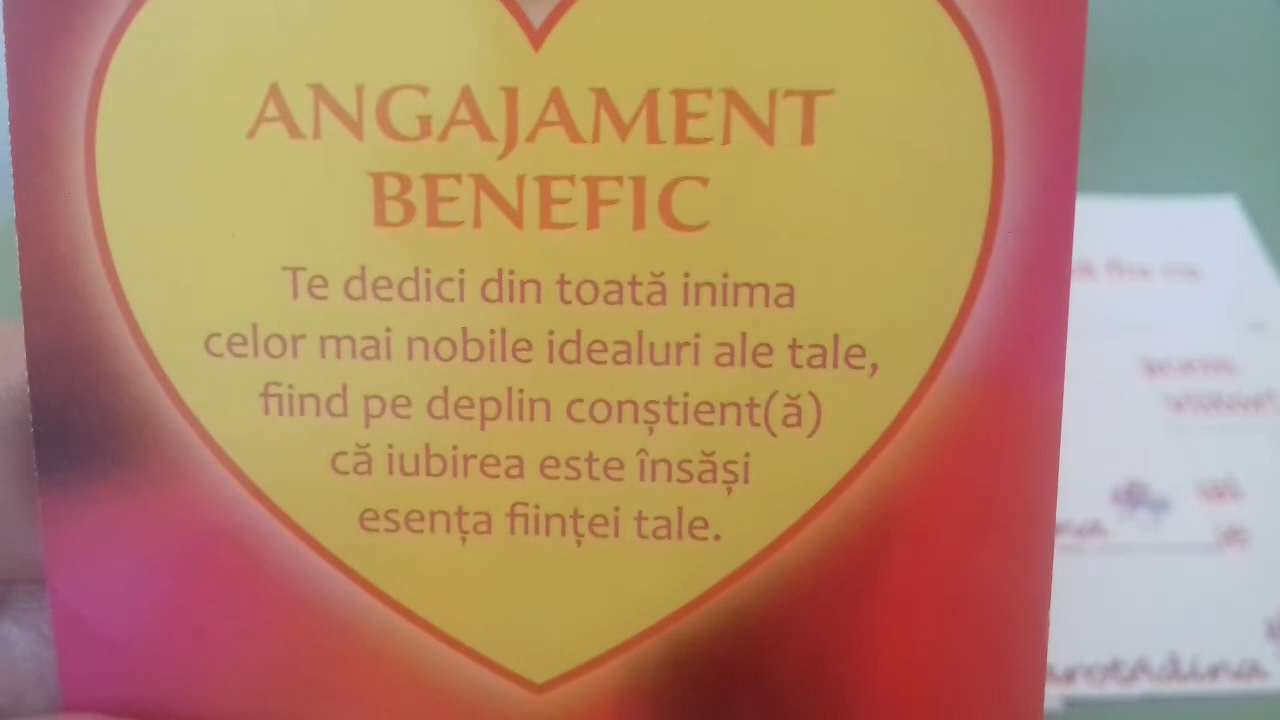 ANGAJAMENT
BENEFIC
Te dedici din toată inima
celor mai nobile idealuri ale tale,
fiind pe deplin conștient(ă)
că iubirea este însăși
esența ființei tale.